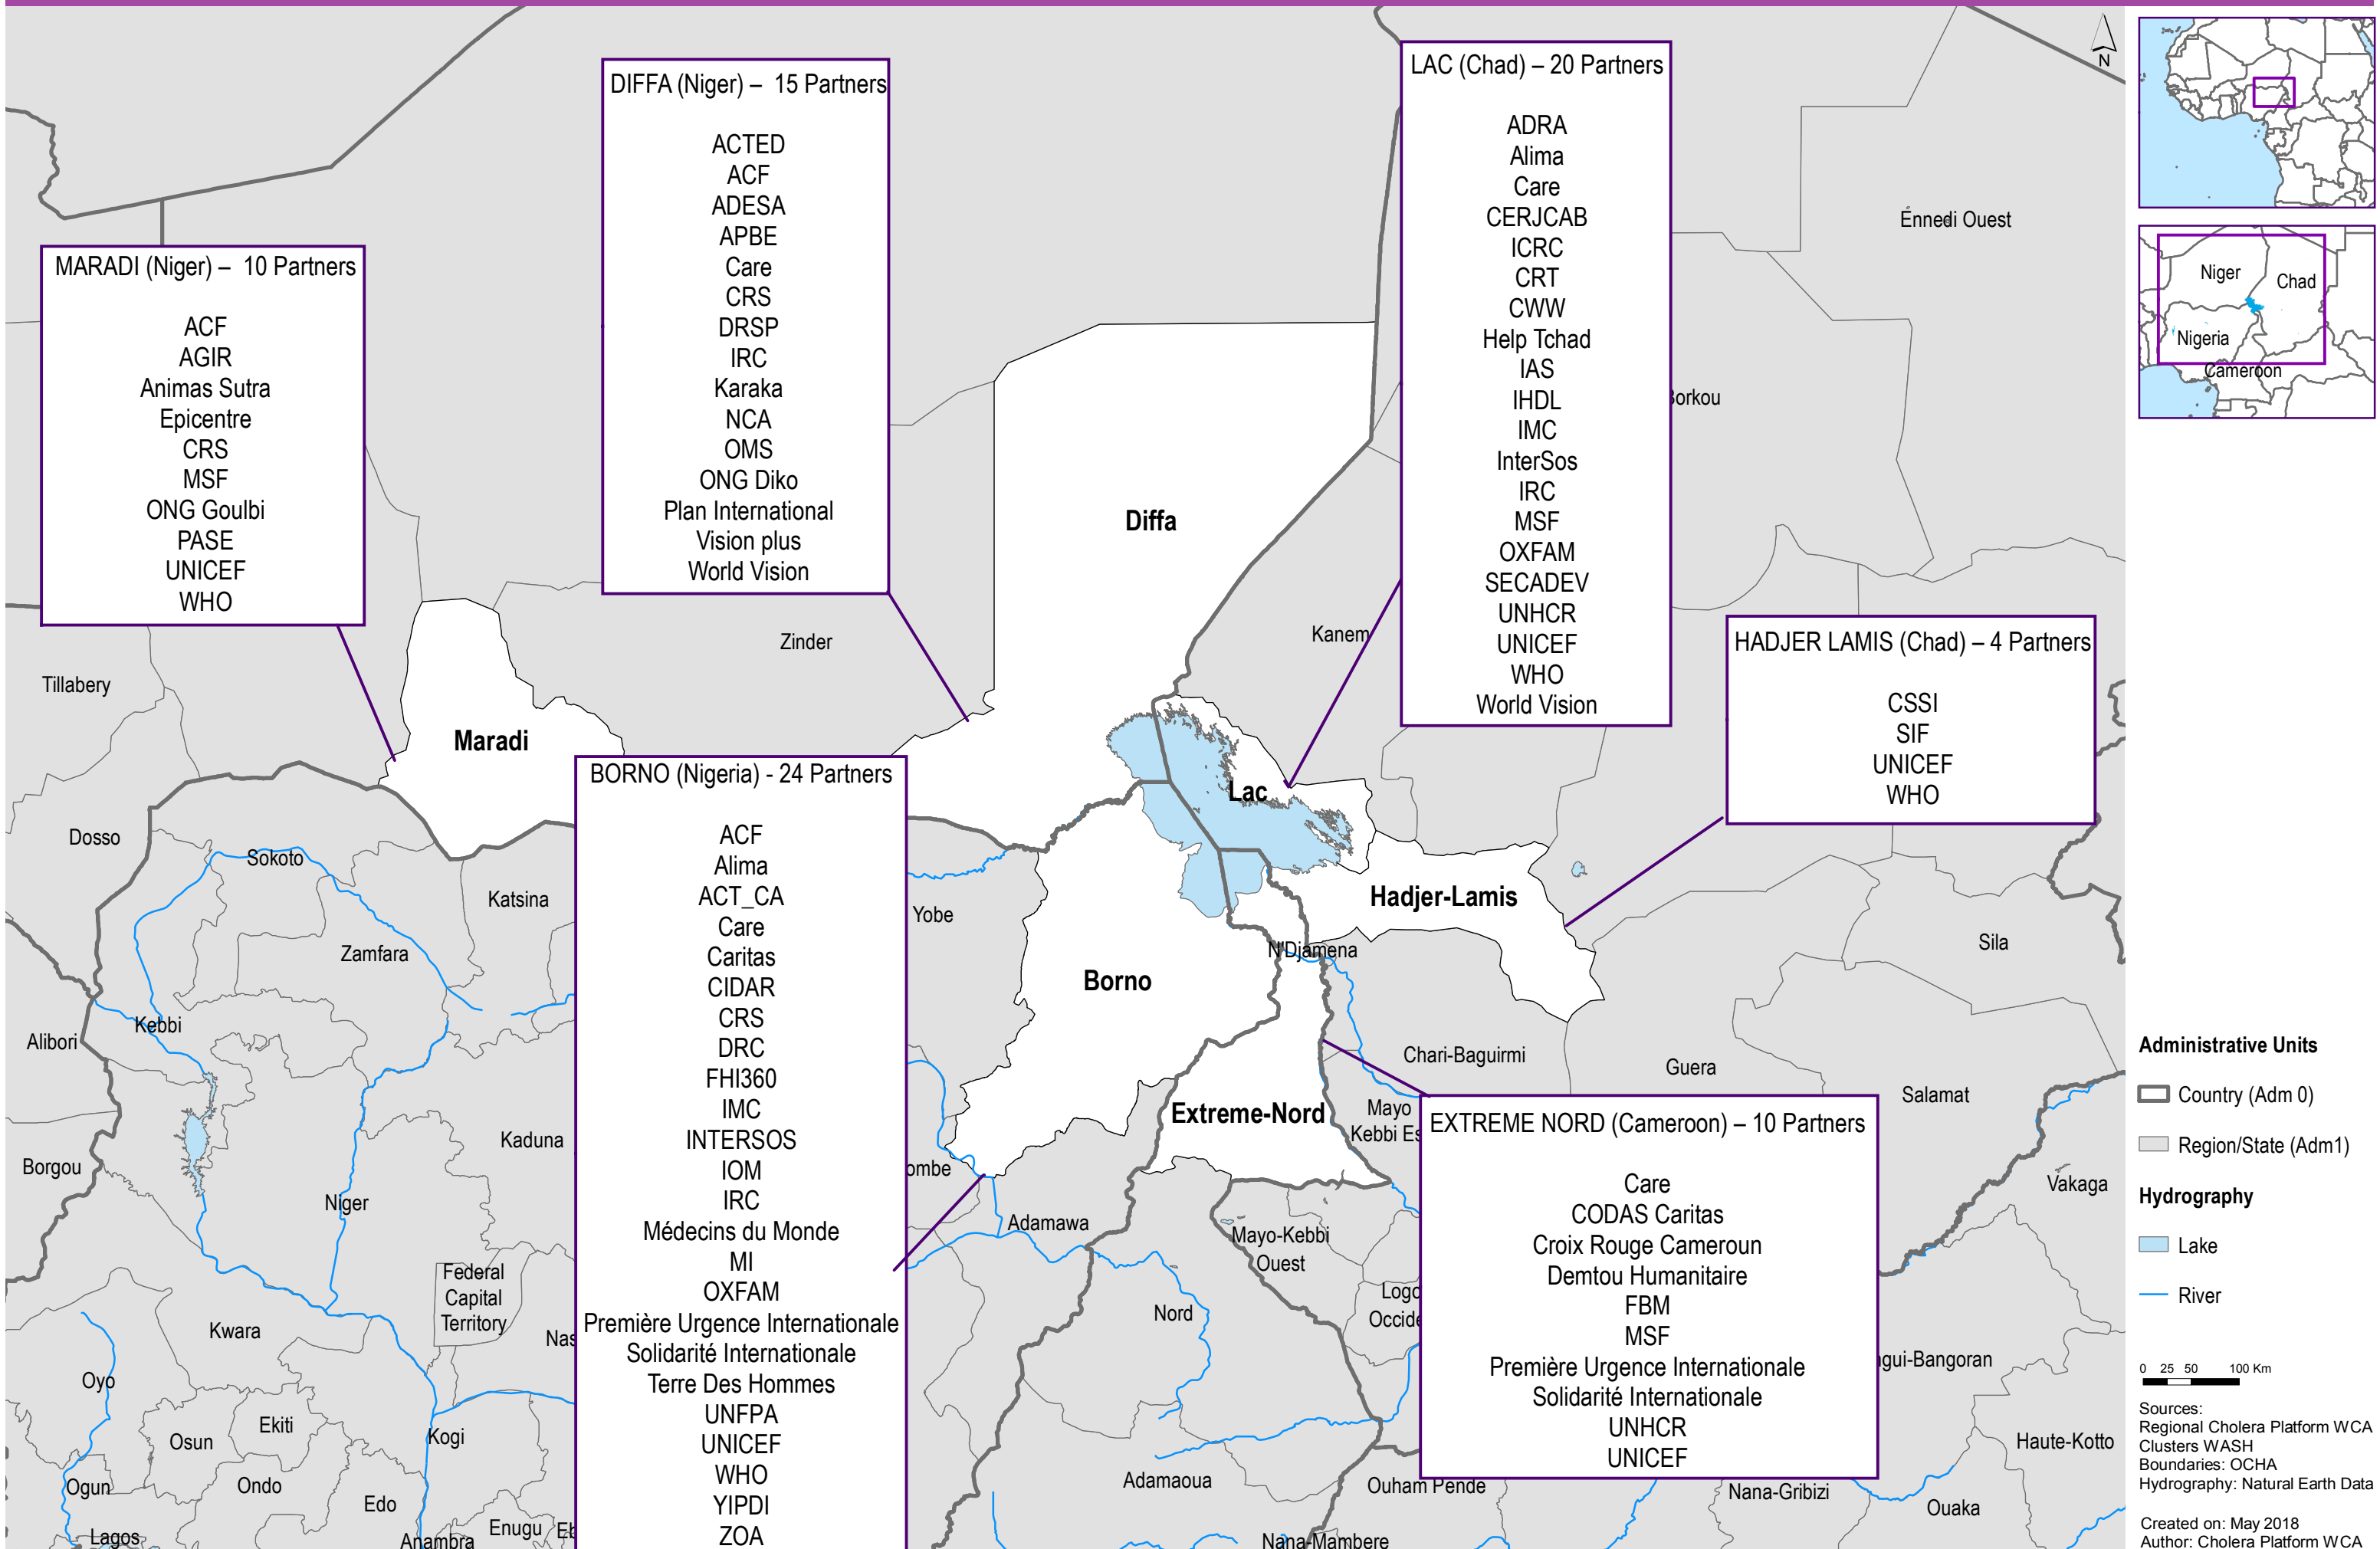 DIFFA (Niger) – 15 Partners
ACTED
ACF
ADESA
APBE
Care
CRS
DRSP
IRC
Karaka
NCA
OMS
ONG Diko
Plan International
Vision plus
World Vision
LAC (Chad) – 20 Partners
ADRA
Alima
Care
CERJCAB
ICRC
CRT
CWW
Help Tchad
IAS
IHDL
IMC
InterSos
IRC
MSF
OXFAM
SECADEV
UNHCR
UNICEF
WHO
World Vision
MARADI (Niger) – 10 Partners
ACF
AGIR
Animas Sutra
Epicentre
CRS
MSF
ONG Goulbi
PASE
UNICEF
WHO
HADJER LAMIS (Chad) – 4 Partners
CSSI
SIF
UNICEF
WHO
BORNO (Nigeria) - 24 Partners
ACF
Alima
ACT_CA
Care
Caritas
CIDAR
CRS
DRC
FHI360
IMC
INTERSOS
IOM
IRC
Médecins du Monde
MI
OXFAM
Première Urgence Internationale
Solidarité Internationale
Terre Des Hommes
UNFPA
UNICEF
WHO
YIPDI
ZOA
EXTREME NORD (Cameroon) – 10 Partners
Care
CODAS Caritas
Croix Rouge Cameroun
Demtou Humanitaire
FBM
MSF
Première Urgence Internationale
Solidarité Internationale
UNHCR
UNICEF
Énnedi Ouest
orkou
Diffa
Kanem
Zinder
Tillabery
Maradi
Lac
Dosso
Sokoto
Katsina
Yobe
Hadjer-Lamis
Zamfara
N'Djamena
Sila
Borno
Kebbi
Alibori
Chari-Baguirmi
Guera
Salamat
Extreme-Nord
Mayo
Kebbi Es
Kaduna
ombe
Borgou
Niger
Vakaga
Adamawa
Mayo-Kebbi
Ouest
Federal
Capital
Territory
Logo
Occide
Nord
Kwara
Nas
ngui-Bangoran
Oyo
Ekiti
Osun
Kogi
Haute-Kotto
Ogun
Ondo
Edo
Adamaoua
Ouham Pende
Nana-Gribizi
Ouaka
Enugu
Eb
Lagos
Anambra
Nana-Mambere
N
Niger
Chad
Nigeria
Cameroon
Administrative Units
Country (Adm 0)
Region/State (Adm1)
Hydrography
Lake
River
0 25 50 100 Km
Sources:
Regional Cholera Platform WCA
Clusters WASH
Boundaries: OCHA
Hydrography: Natural Earth Data
Created on: May 2018
Author: Cholera Platform WCA